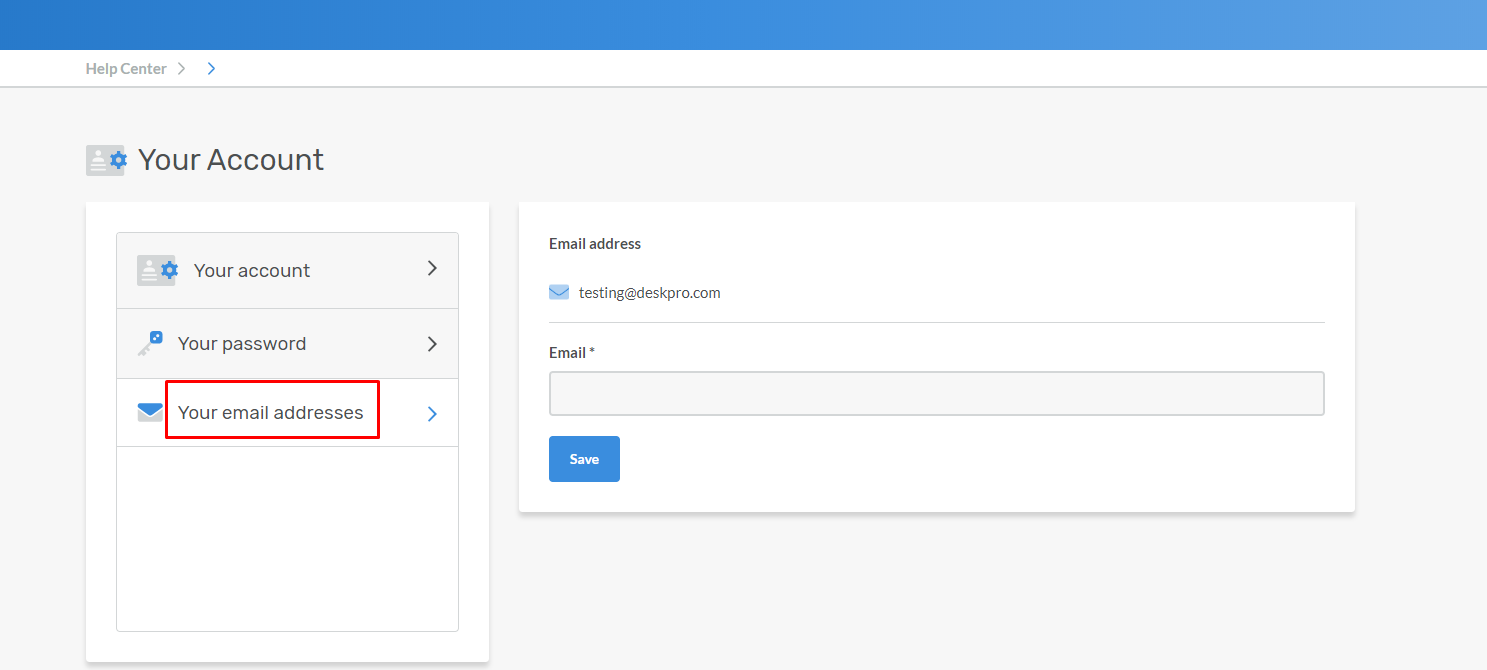 Help Center
Your Account
Your account
Your password
Your email addresses
Email address
testing@deskpro.com
Email *
Save